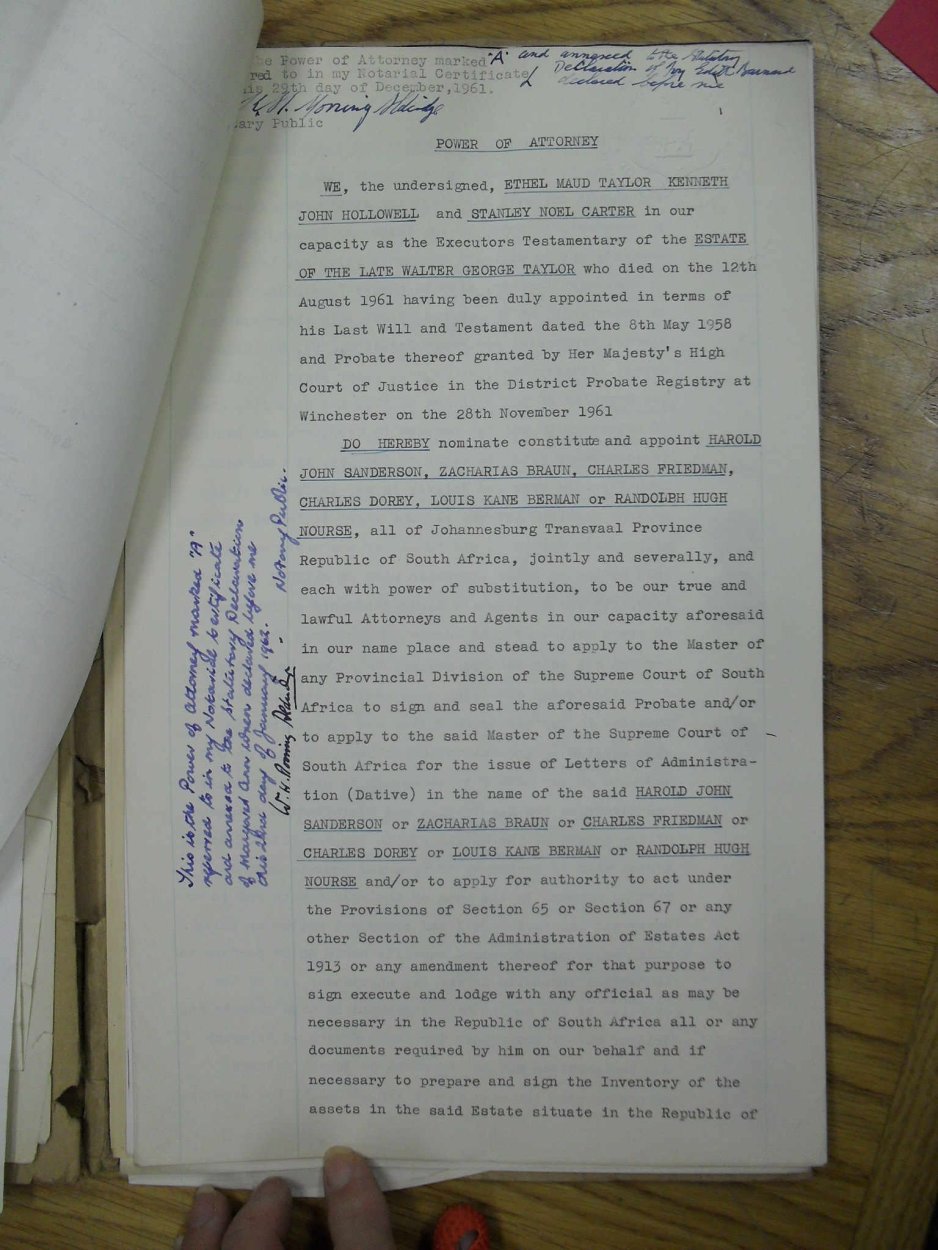 he Power of Attorney marked "A" and annexed to the Statutory
red to in my Notarial Certificate Declaration of Ivy Edith Barnard
is 29th day of December, 1961. declared before me
ary Public
POWER OF ATTORNEY
WE, the undersigned, ETHEL MAUD TAYLOR KENNETH
JOHN HOLLOWELL and STANLEY NOEL CARTER in our
capacity as the Executors Testamentary of the ESTATE
OF THE LATE WALTER GEORGE TAYLOR who died on the 12th
August 1961 having been duly appointed in terms of
his Last Will and Testament dated the 8th May 1958
and Probate thereof granted by Her Majesty's High
Court of Justice in the District Probate Registry at
Winchester on the 28th November 1961
DO HEREBY nominate constitute and appoint HAROLD
JOHN SANDERSON, ZACHARIAS BRAUN, CHARLES FRIEDMAN,
CHARLES DOREY, LOUIS KANE BERMAN or RANDOLPH HUGH
NOURSE, all of Johannesburg Transvaal Province
Republic of South Africa, jointly and severally, and
each with power of substitution, to be our true and
lawful Attorneys and Agents in our capacity aforesaid
in our name place and stead to apply to the Master of
any Provincial Division of the Supreme Court of South
Africa to sign and seal the aforesaid Probate and/or
to apply to the said Master of the Supreme Court of
South Africa for the issue of Letters of Administra-
tion (Dative) in the name of the said HAROLD JOHN
SANDERSON or ZACHARIAS BRAUN or CHARLES FRIEDMAN or
CHARLES DOREY or LOUIS KANE BERMAN or RANDOLPH HUGH
NOURSE and/or to apply for authority to act under
the Provisions of Section 65 or Section 67 or any
other Section of the Administration of Estates Act
1913 or any amendment thereof for that purpose to
sign execute and lodge with any official as may be
necessary in the Republic of South Africa all or any
documents required by him on our behalf and if
necessary to prepare and sign the Inventory of the
assets in the said Estate situate in the Republic of
This is the Power of Attorney marked "A"
referred to in my Notarial Certificate
and annexed to the Statutory Declaration
of Margaret Ann when declared before me
this day of January 1962.
Notary Public.